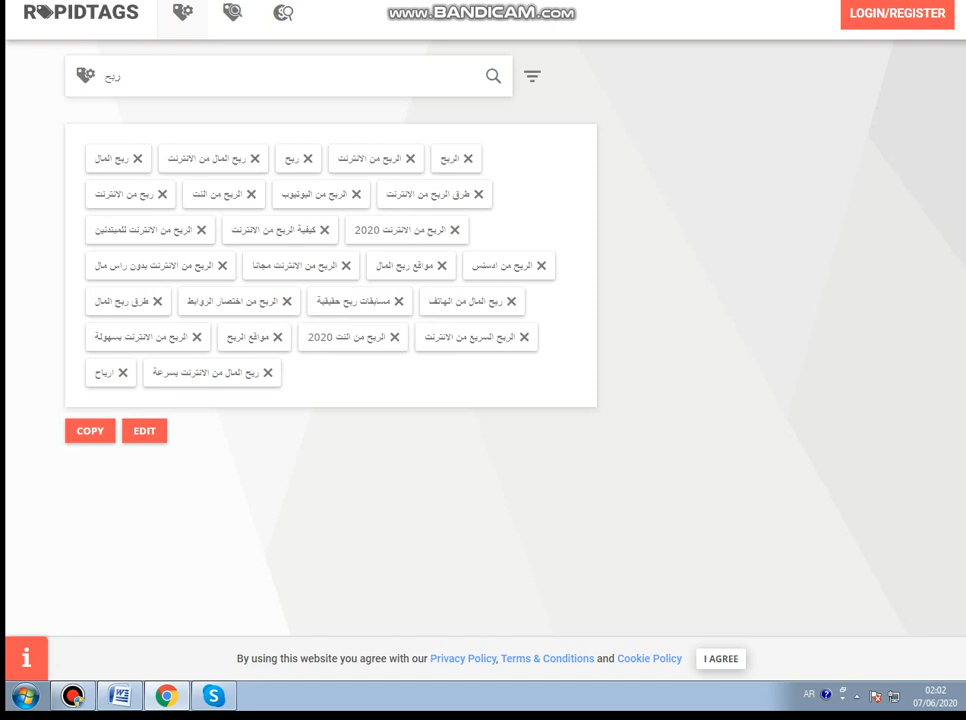 RAPIDTAGS
www.BANDICAM.com
LOGIN/REGISTER
ربح
ربح المال
ربح المال من الانترنت
ربح
الربح من الانترنت
الربح
ربح من الانترنت
الربح من النت
الربح من اليوتيوب
طرق الربح من الانترنت
الربح من الانترنت للمبتدئين
كيفية الربح من الانترنت
الربح من الانترنت 2020
الربح من الانترنت بدون راس مال
الربح من الانترنت مجانا
مواقع ربح المال
الربح من ادسنس
طرق ربح المال
الربح من اختصار الروابط
مسابقات ربح حقيقية
ربح المال من الهاتف
الربح من الانترنت بسهولة
مواقع الربح
الربح من النت 2020
الربح السريع من الانترنت
ارباح
ربح المال من الانترنت بسرعة
COPY
EDIT
By using this website you agree with our Privacy Policy, Terms & Conditions and Cookie Policy
I AGREE
AR
02:02
07/06/2020